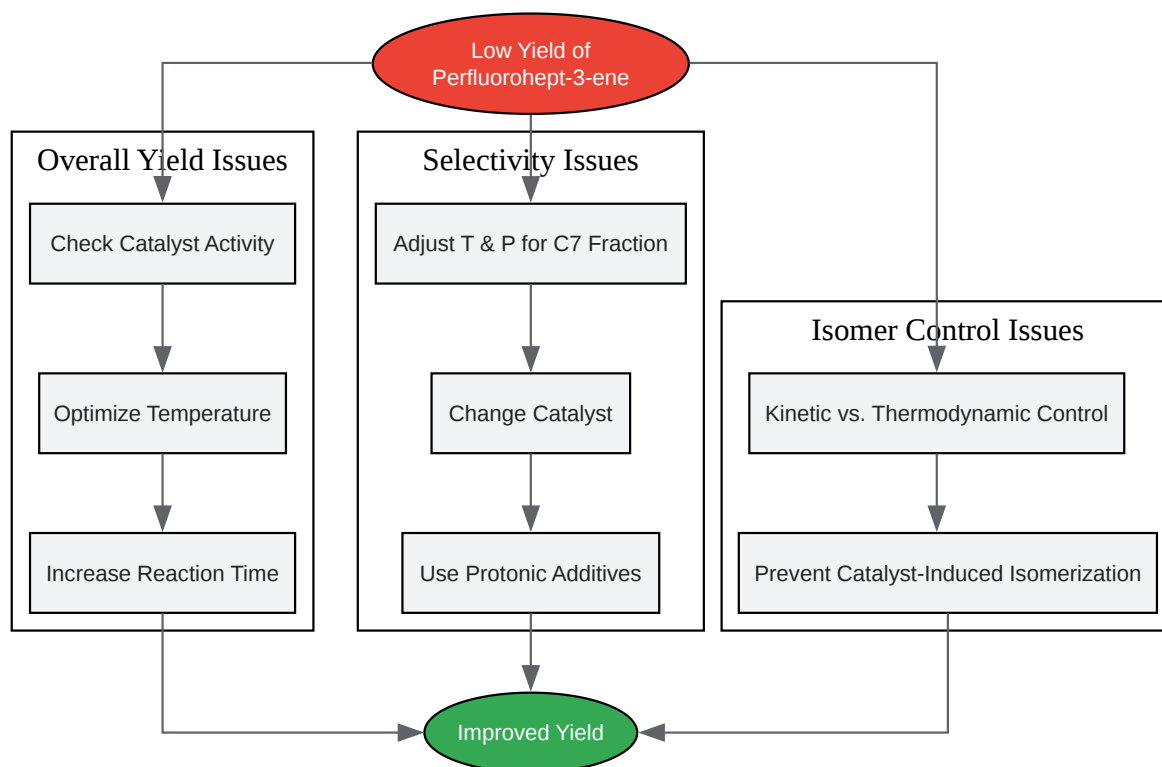 Low Yield of
Perfluorohept-3-ene
Overall Yield Issues
Check Catalyst Activity
Optimize Temperature
Increase Reaction Time
Selectivity Issues
Adjust T & P for C7 Fraction
Change Catalyst
Use Protonic Additives
Isomer Control Issues
Kinetic vs. Thermodynamic Control
Prevent Catalyst-Induced Isomerization
Improved Yield